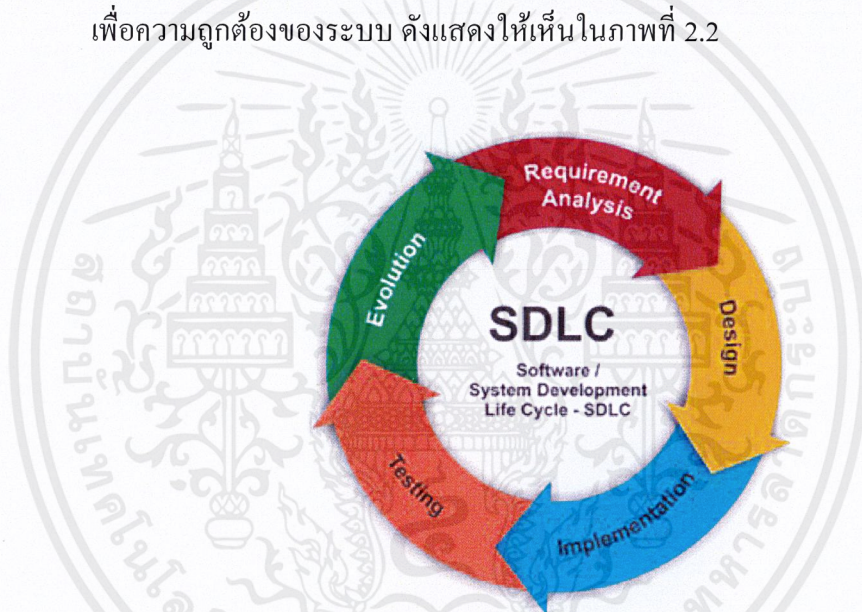 เพื่อความถูกต้องของระบบ ดังแสดงให้เห็นในภาพที่ 2.2
Requirement
Analysis
Design
Implementation
Testing
Evolution
SDLC
Software /
System Development
Life Cycle - SDLC